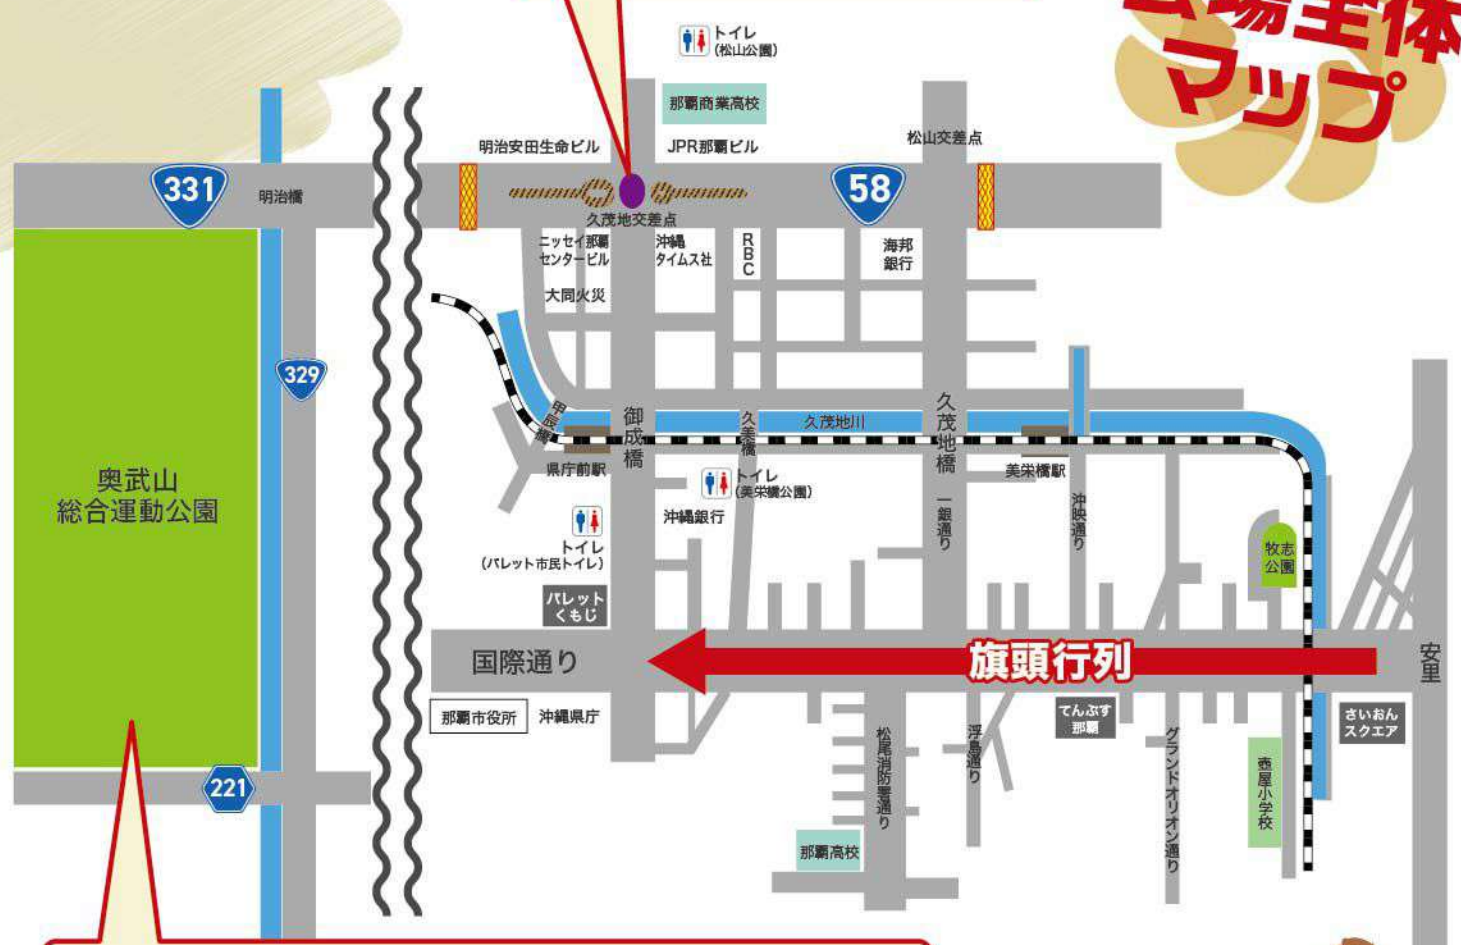 会場全体
マップ
トイレ
(松山公園)
那覇商業高校
明治安田生命ビル
JPR那覇ビル
松山交差点
331
明治橋
58
久茂地交差点
ニッセイ那覇
センタービル
沖縄
タイムス社
RBC
海邦
銀行
大同火災
329
甲辰橋
御成橋
久美橋
久茂地川
久茂地橋
県庁前駅
トイレ
(美栄橋公園)
美栄橋駅
奥武山
総合運動公園
沖縄銀行
一銀通り
沖映通り
トイレ
(パレット市民トイレ)
牧志
公園
パレット
くもじ
国際通り
旗頭行列
安里
那覇市役所
沖縄県庁
てんぶす
那覇
さいおん
スクエア
松尾消防署通り
浮島通り
グランドオリオン通り
壺屋小学校
221
那覇高校